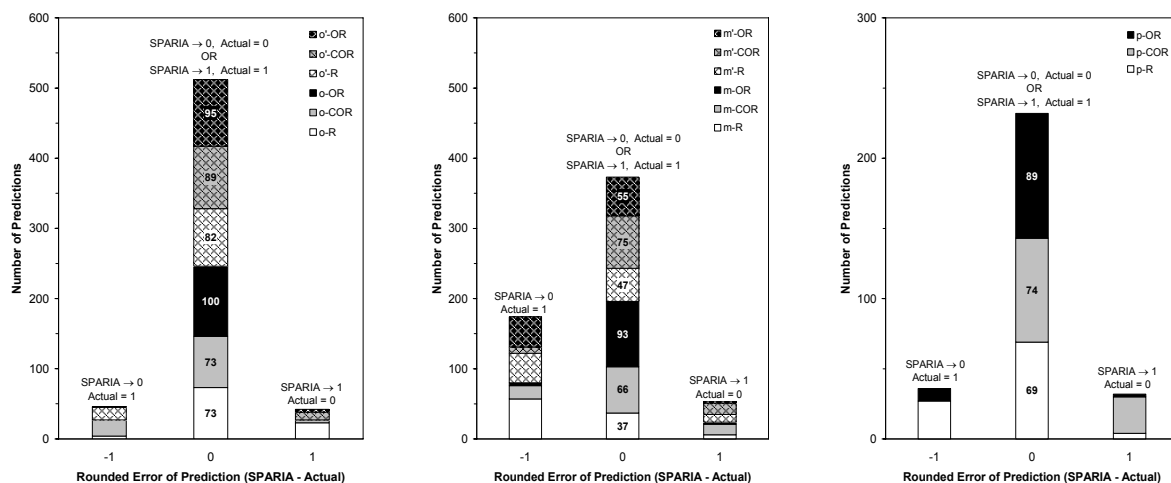 600
500
400
300
200
100
0
Number of Predictions
SPARIA → 0, Actual = 0
OR
SPARIA → 1, Actual = 1
o'-OR
o'-COR
o'-R
o-OR
o-COR
o-R
95
89
82
100
73
73
SPARIA → 0
Actual = 1
SPARIA → 1
Actual = 0
-1 0 1
Rounded Error of Prediction (SPARIA - Actual)
600
500
400
300
200
100
0
Number of Predictions
m'-OR
m'-COR
m'-R
m-OR
m-COR
m-R
SPARIA → 0, Actual = 0
OR
SPARIA → 1, Actual = 1
55
75
47
93
66
37
SPARIA → 0
Actual = 1
SPARIA → 1
Actual = 0
-1 0 1
Rounded Error of Prediction (SPARIA - Actual)
300
200
100
0
Number of Predictions
p-OR
p-COR
p-R
SPARIA → 0, Actual = 0
OR
SPARIA → 1, Actual = 1
89
74
69
SPARIA → 0
Actual = 1
SPARIA → 1
Actual = 0
-1 0 1
Rounded Error of Prediction (SPARIA - Actual)